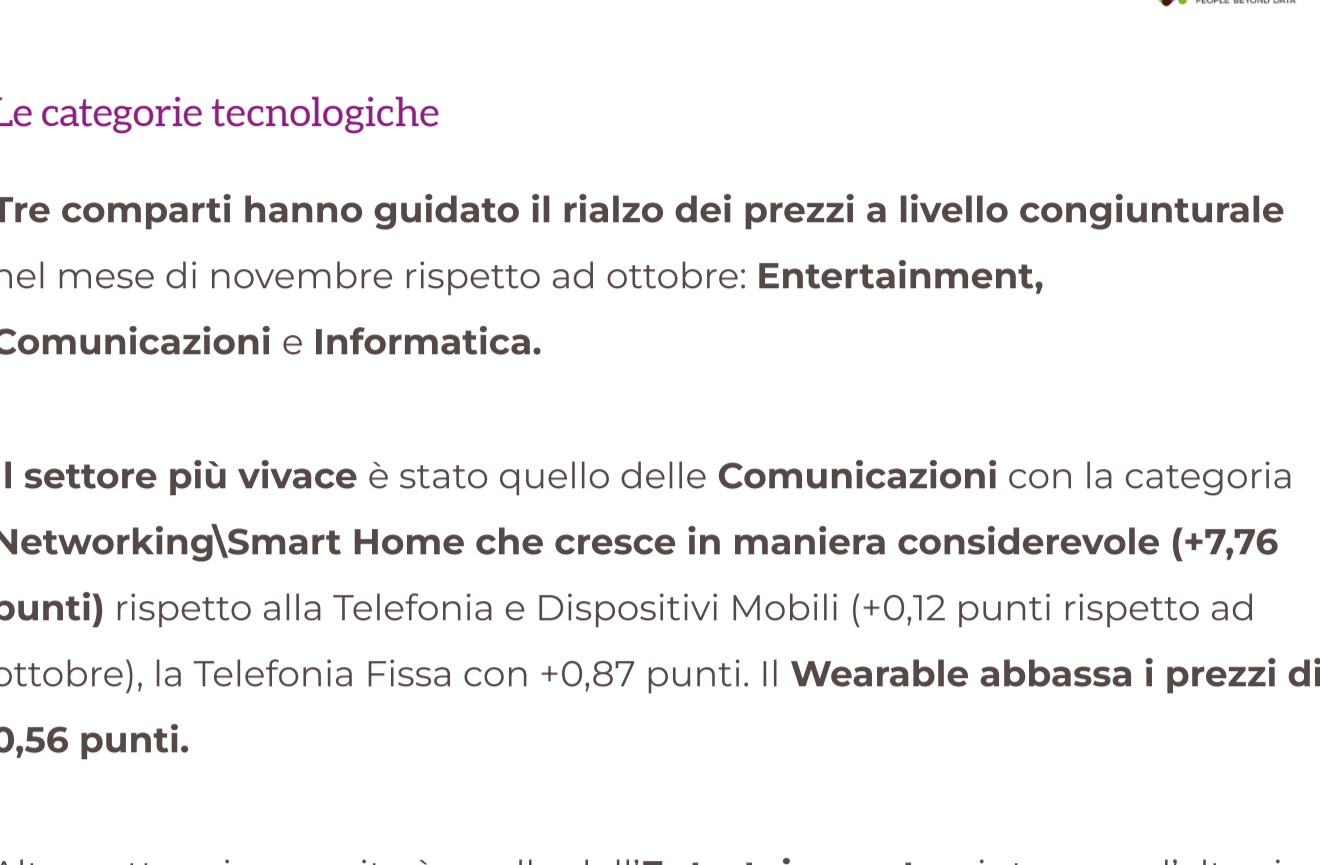 PEOPLE BEYOND DATA
Le categorie tecnologiche
Tre comparti hanno guidato il rialzo dei prezzi a livello congiunturale
nel mese di novembre rispetto ad ottobre: Entertainment,
Comunicazioni e Informatica.
Il settore più vivace è stato quello delle Comunicazioni con la categoria
Networking\Smart Home che cresce in maniera considerevole (+7,76
punti) rispetto alla Telefonia e Dispositivi Mobili (+0,12 punti rispetto ad
ottobre), la Telefonia Fissa con +0,87 punti. Il Wearable abbassa i prezzi di
0,56 punti.